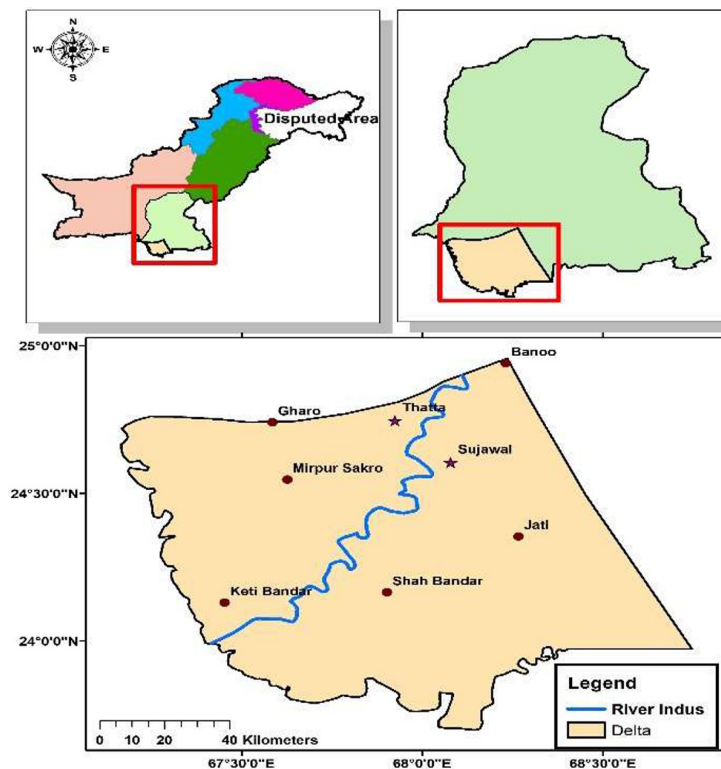 N
W E
S
Disputed Area
25°0'0"N
24°30'0"N
24°0'0"N
Banoo
Gharo
Thatta
Sujawal
Mirpur Sakro
Jati
Keti Bandar
Shah Bandar
Legend
River Indus
Delta
0 10 20 40 Kilometers
67°30'0"E
68°0'0"E
68°30'0"E